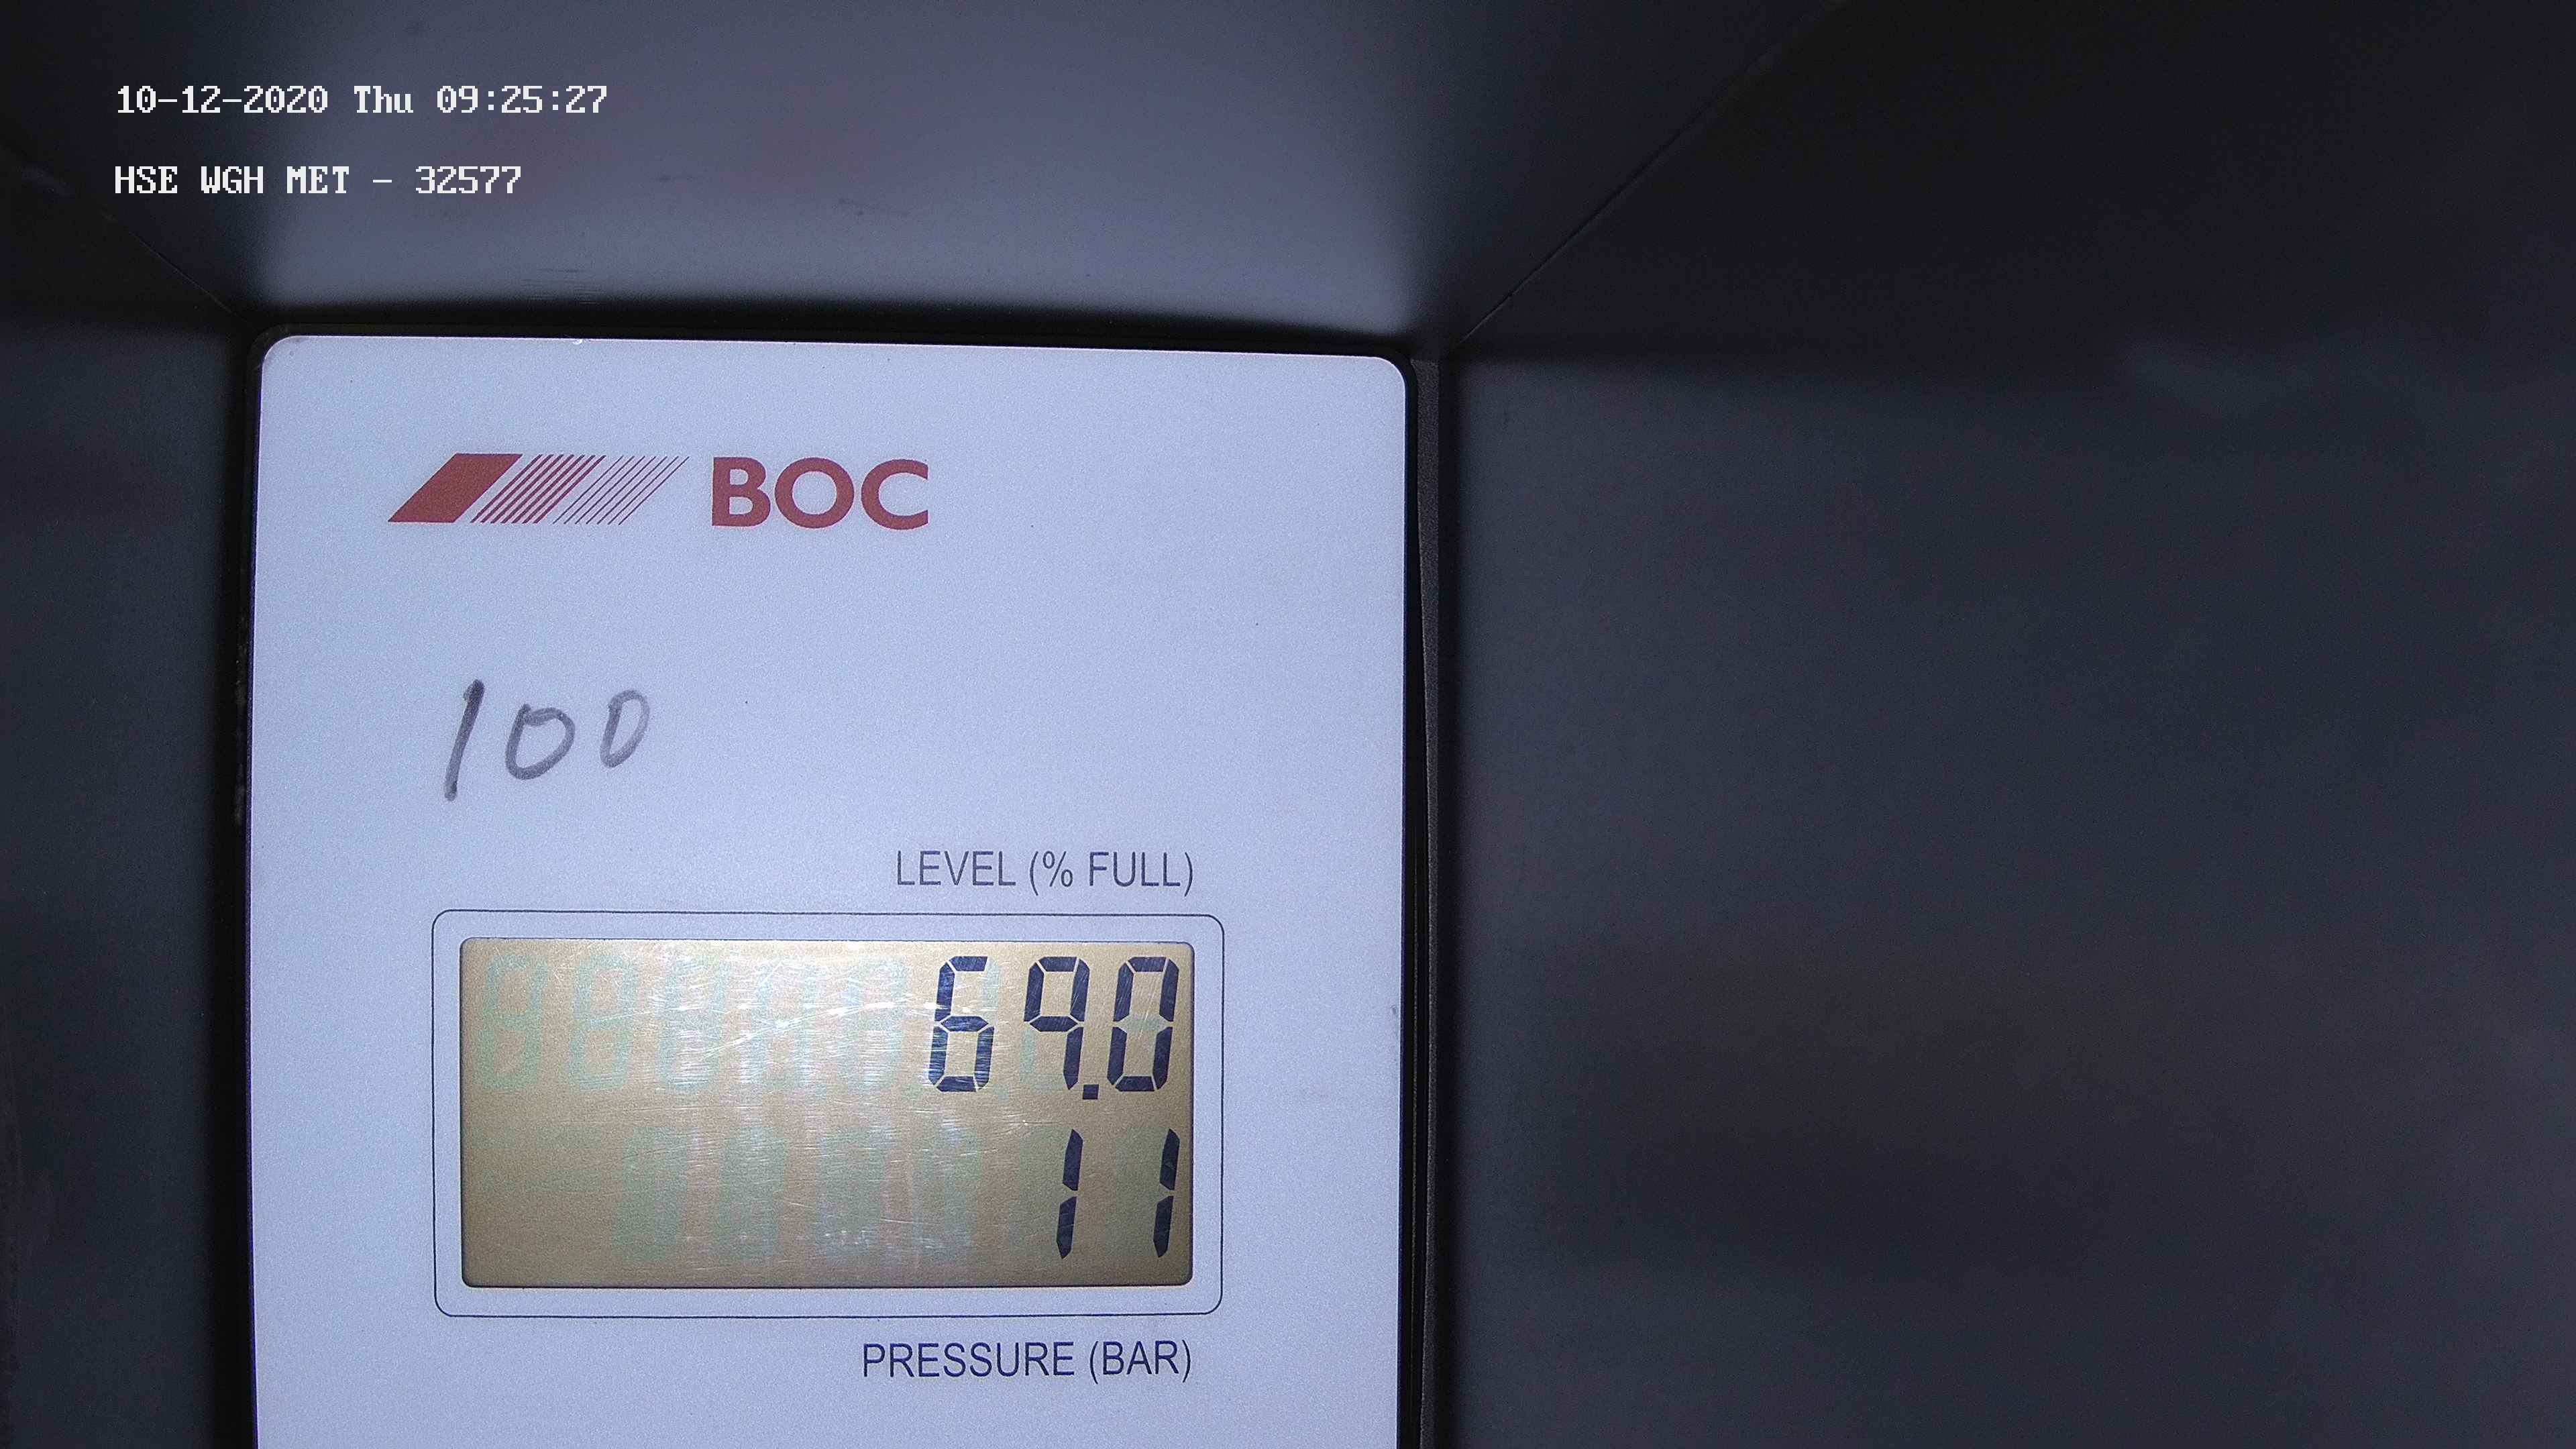 10-12-2020 Thu 09:25:27
HSE WGH MET - 32577
BOC
100
LEVEL (% FULL)
69.0
11
PRESSURE (BAR)